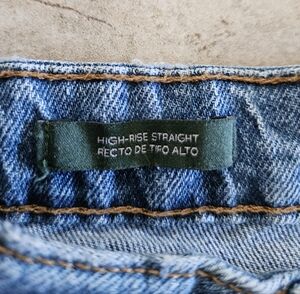 HIGH-RISE STRAIGHT
RECTO DE TIRO ALTO